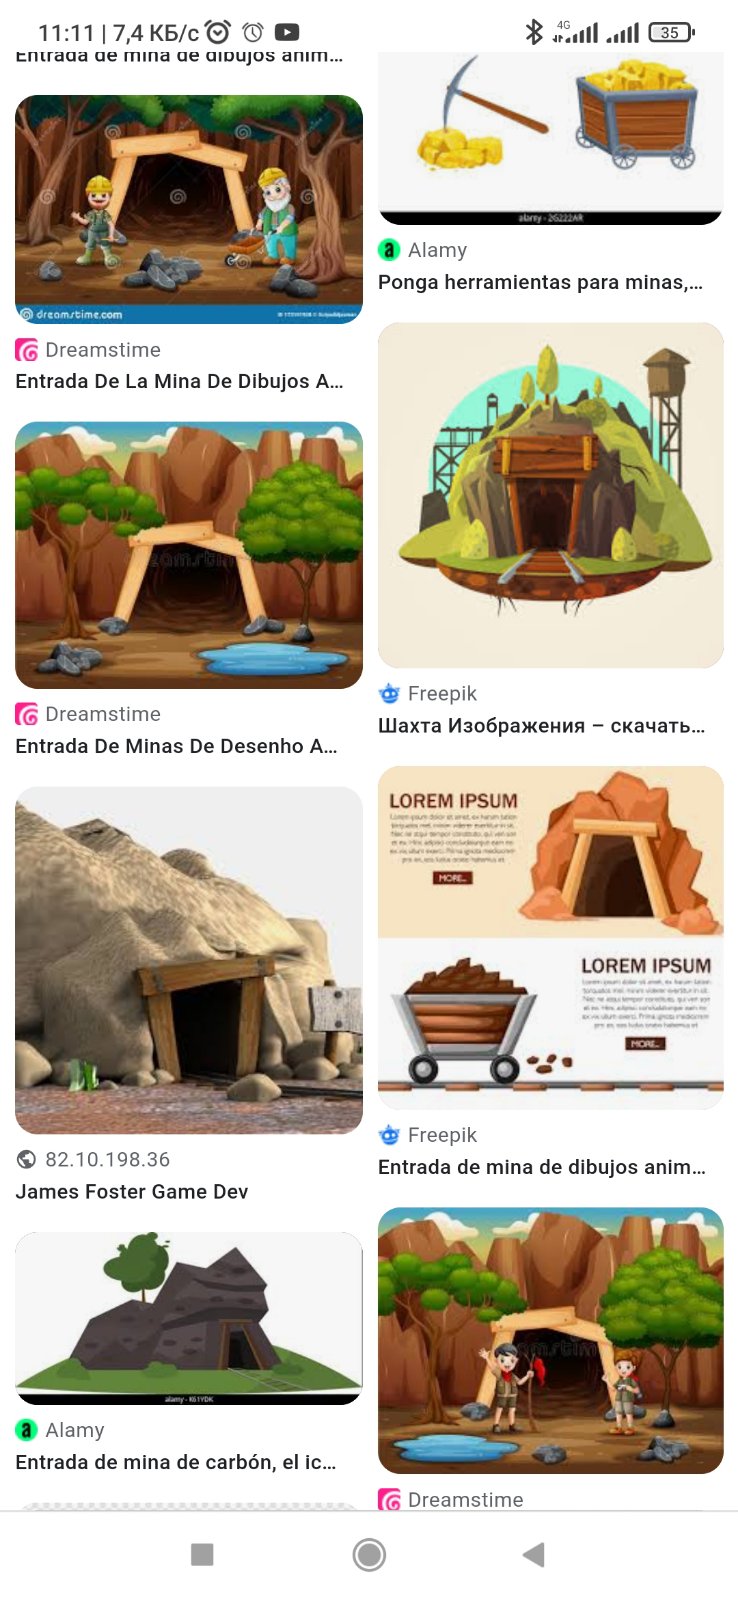 11:11 | 7,4 КБ/с
4G
35
Entrada de mina de dibujos anim...
dreamstime.com
Dreamstime
Entrada De La Mina De Dibujos A...
Dreamstime
Entrada De Minas De Desenho A...
82.10.198.36
James Foster Game Dev
alamy - K61YDK
Alamy
Entrada de mina de carbón, el ic...
alamy - 2G222AR
Alamy
Ponga herramientas para minas,...
Freepik
Шахта Изображения – скачать...
LOREM IPSUM
MORE...
LOREM IPSUM
MORE...
Freepik
Entrada de mina de dibujos anim...
Dreamstime